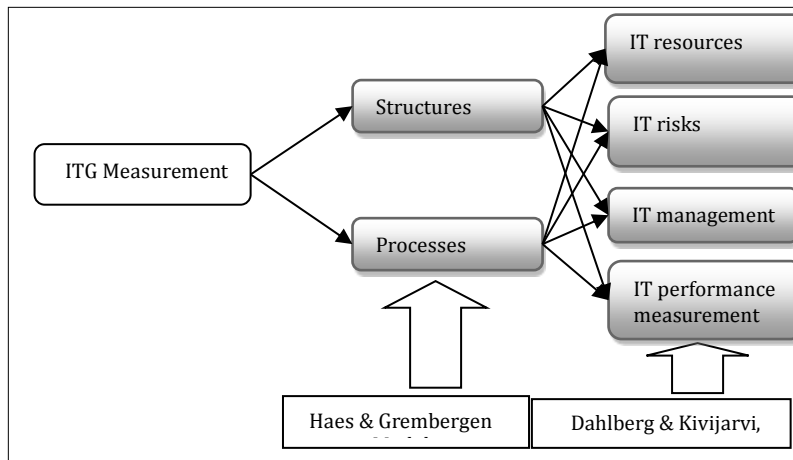 IT resources
Structures
IT risks
ITG Measurement
IT management
Processes
IT performance
measurement
Haes & Grembergen
Dahlberg & Kivijarvi,